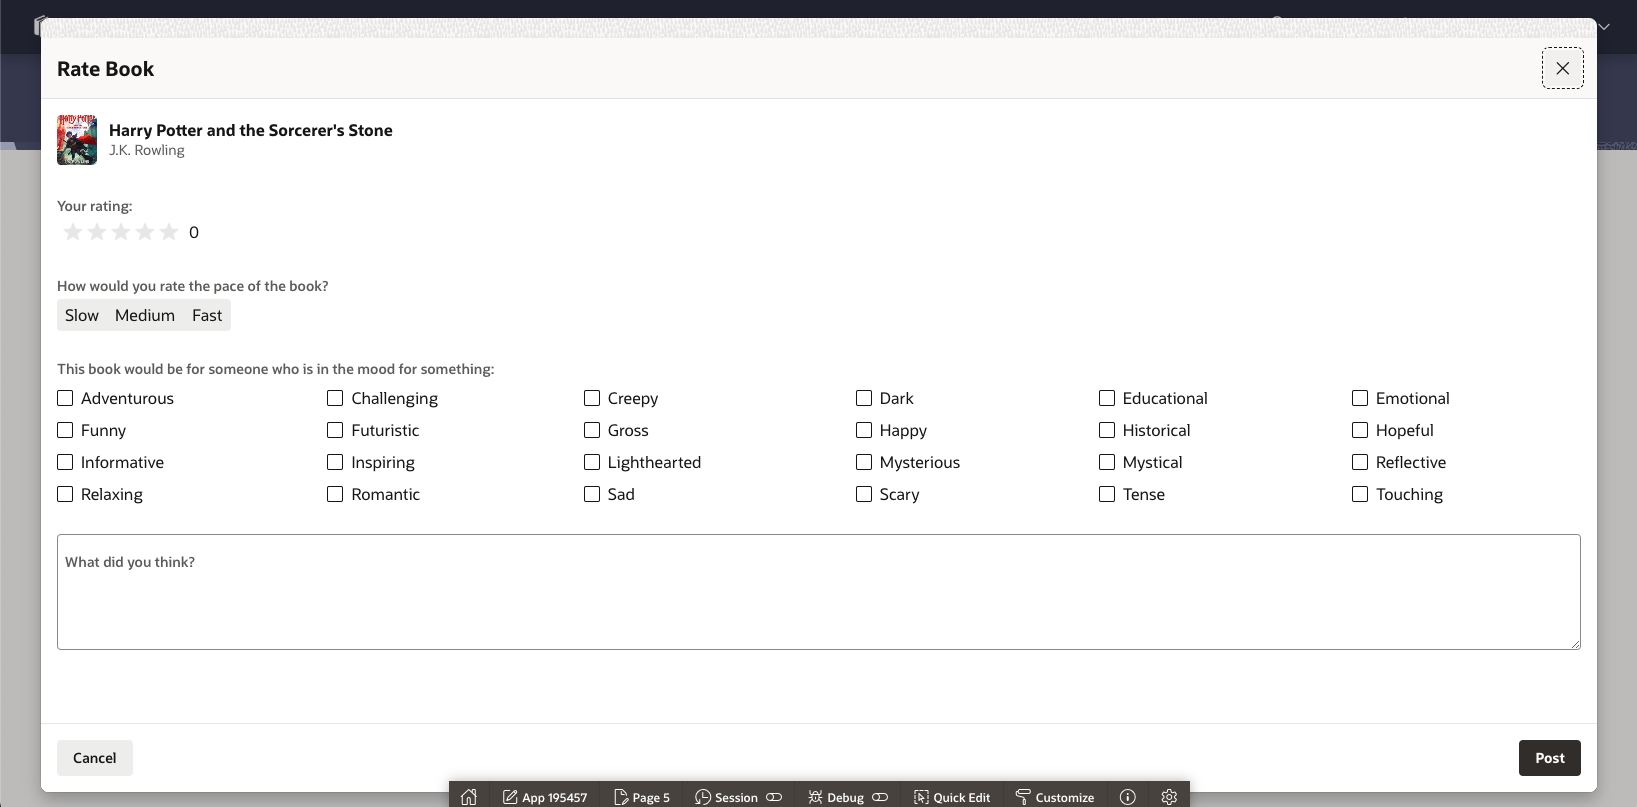 Rate Book
Harry Potter and the Sorcerer's Stone
J.K. Rowling
Your rating:
0
How would you rate the pace of the book?
Slow Medium Fast
This book would be for someone who is in the mood for something:
Adventurous Challenging Creepy Dark Educational Emotional
Funny Futuristic Gross Happy Historical Hopeful
Informative Inspiring Lighthearted Mysterious Mystical Reflective
Relaxing Romantic Sad Scary Tense Touching
What did you think?
Cancel Post
App 195457 Page 5 Session Debug Quick Edit Customize